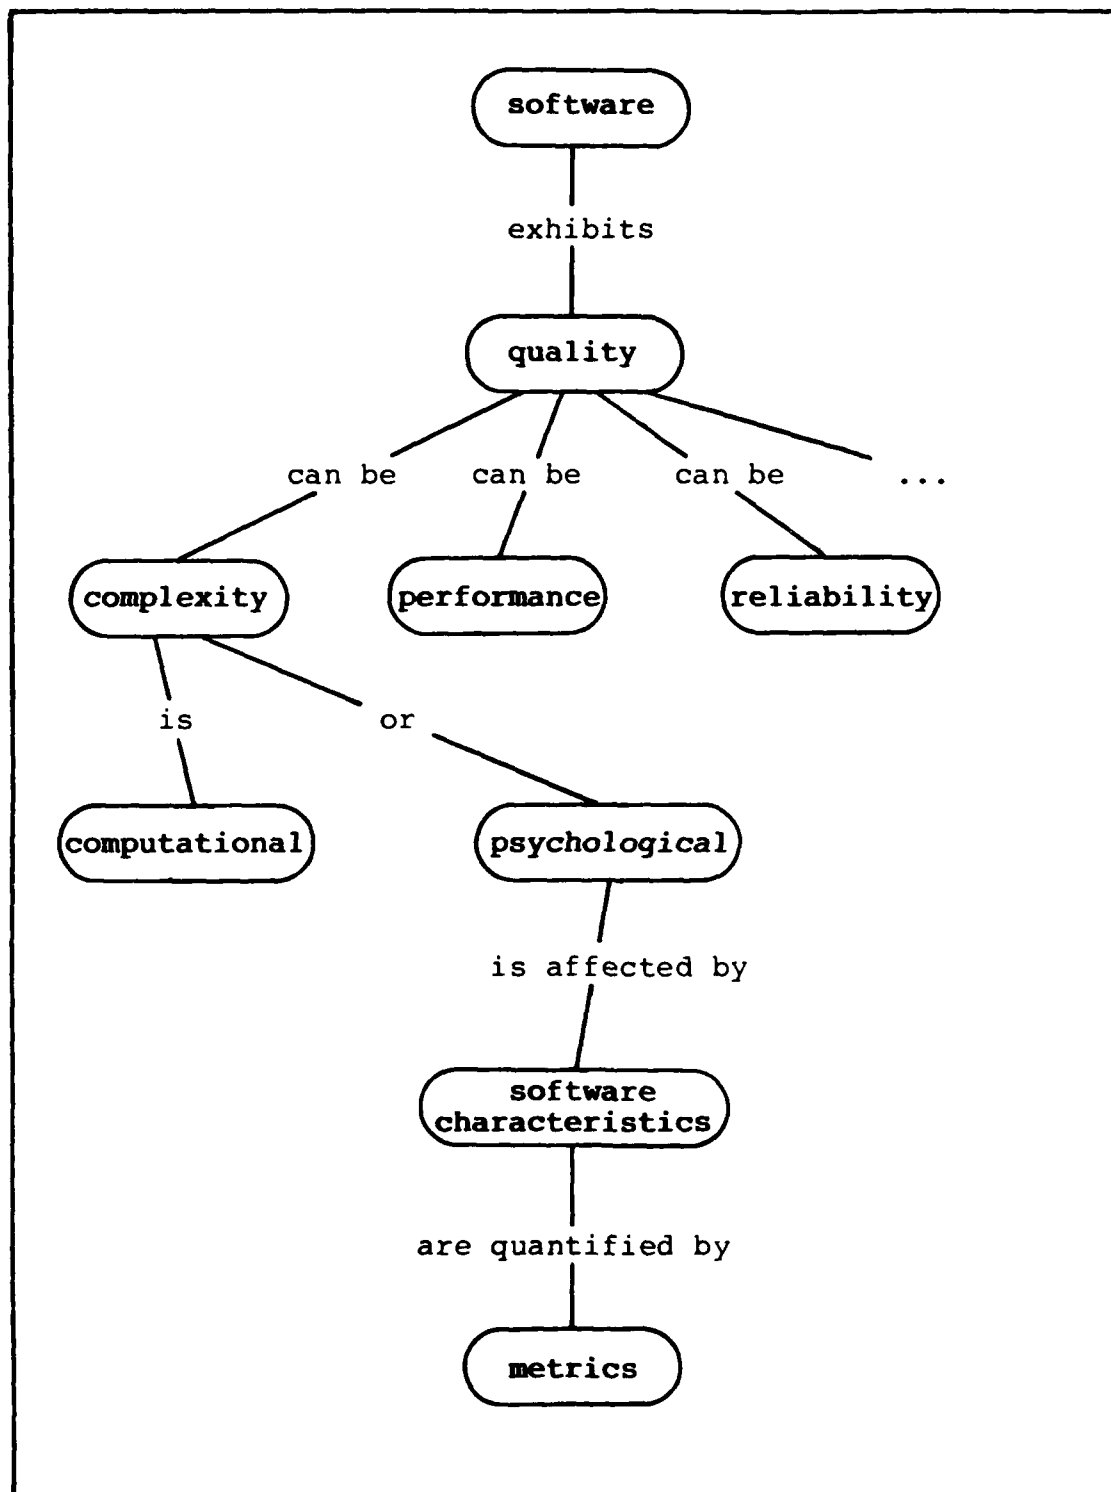 software
exhibits
quality
can be can be can be ...
complexity performance reliability
is or
computational psychological
is affected by
software
characteristics
are quantified by
metrics